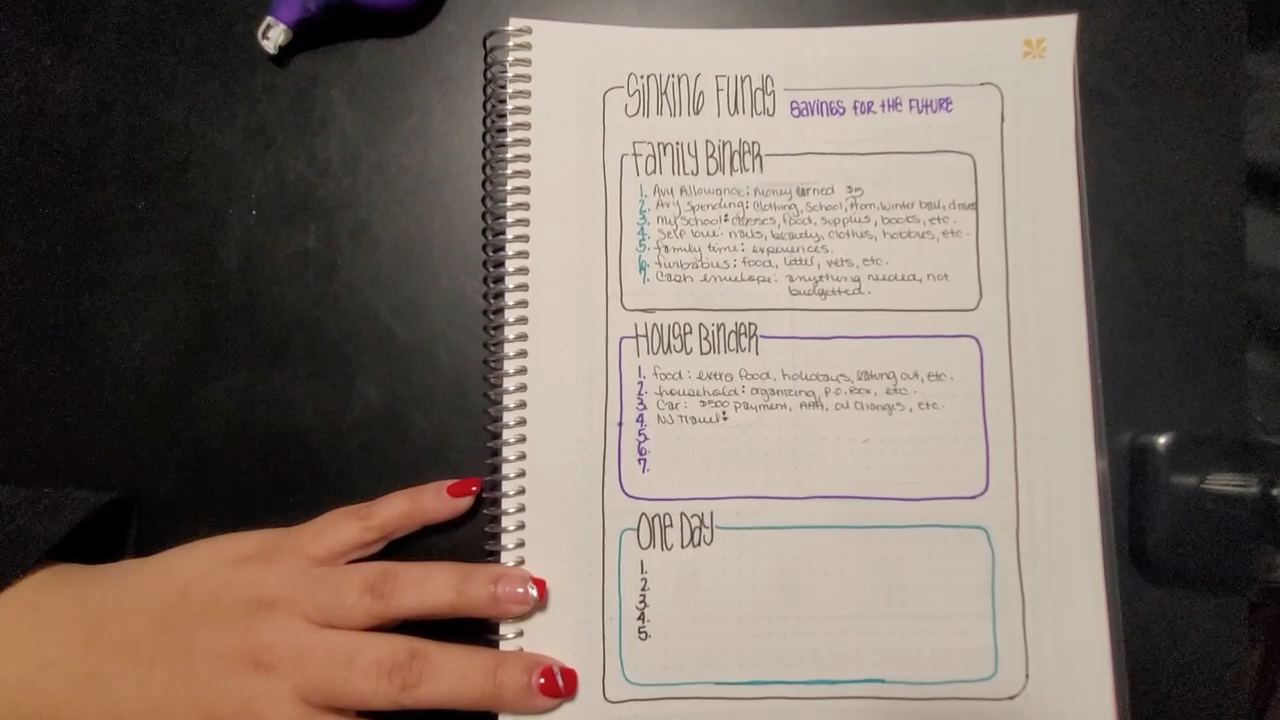 Sinking Funds
Savings for the Future
Family Binder
1. Avy Allowance: money earned
2. Avy Spending: Clothing, School, Prom, Winter ball, dress
3. My School: classes, food, supplies, books, etc.
4. Self love: nails, beauty, clothes, hobbies, etc.
5. family time: experiences.
6. furbabies: food, litter, vets, etc.
7. Cash envelope: anything needed, not
budgetted.
House Binder
1. food: extra food, holidays, eating out, etc.
2. household: organizing, P.O. Box, etc.
3. Car: $500 payment, AAA, oil changes, etc.
4. NJ Travel:
5.
6.
7.
One Day
1.
2.
3.
4.
5.